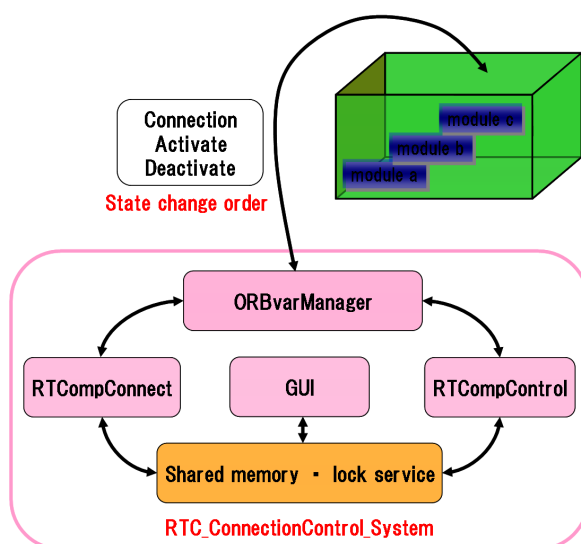 Connection
Activate
Deactivate
State change order
module c
module b
module a
ORBvarManager
RTCompConnect
GUI
RTCompControl
Shared memory ・ lock service
RTC_ConnectionControl_System